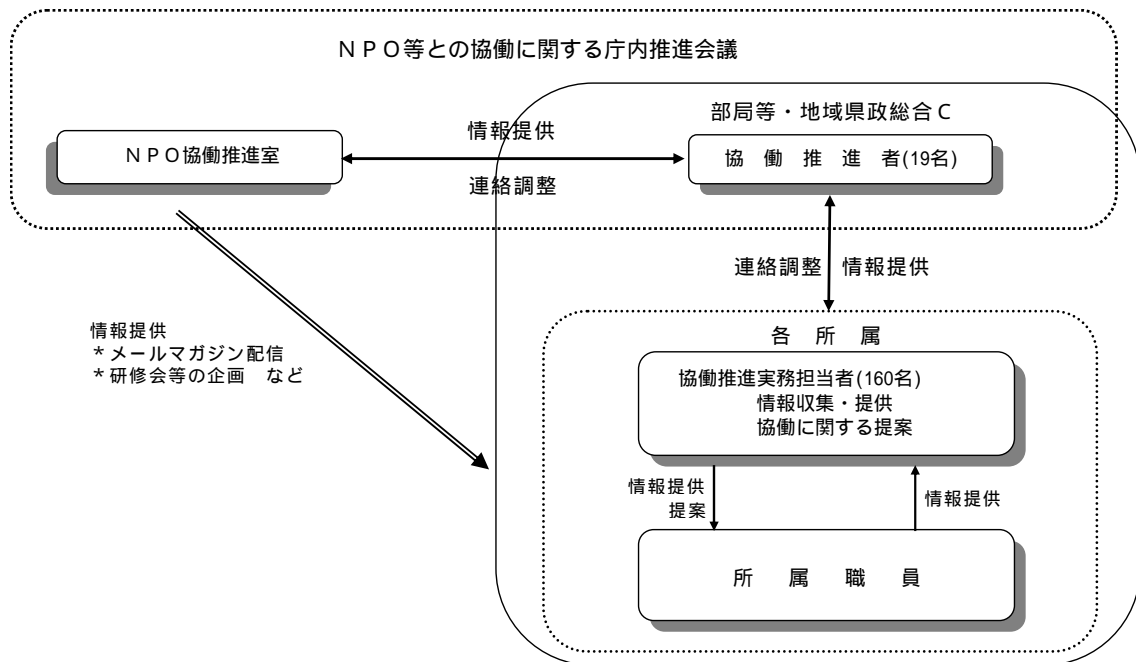 ＮＰＯ等との協働に関する庁内推進会議
部局等・地域県政総合Ｃ
情報提供
ＮＰＯ協働推進室
協　働　推　進　者(19名)
連絡調整
連絡調整　情報提供
情報提供
＊メールマガジン配信
＊研修会等の企画　など
各　所　属
協働推進実務担当者(160名)
情報収集・提供
協働に関する提案
情報提供
提案
情報提供
所　属　職　員